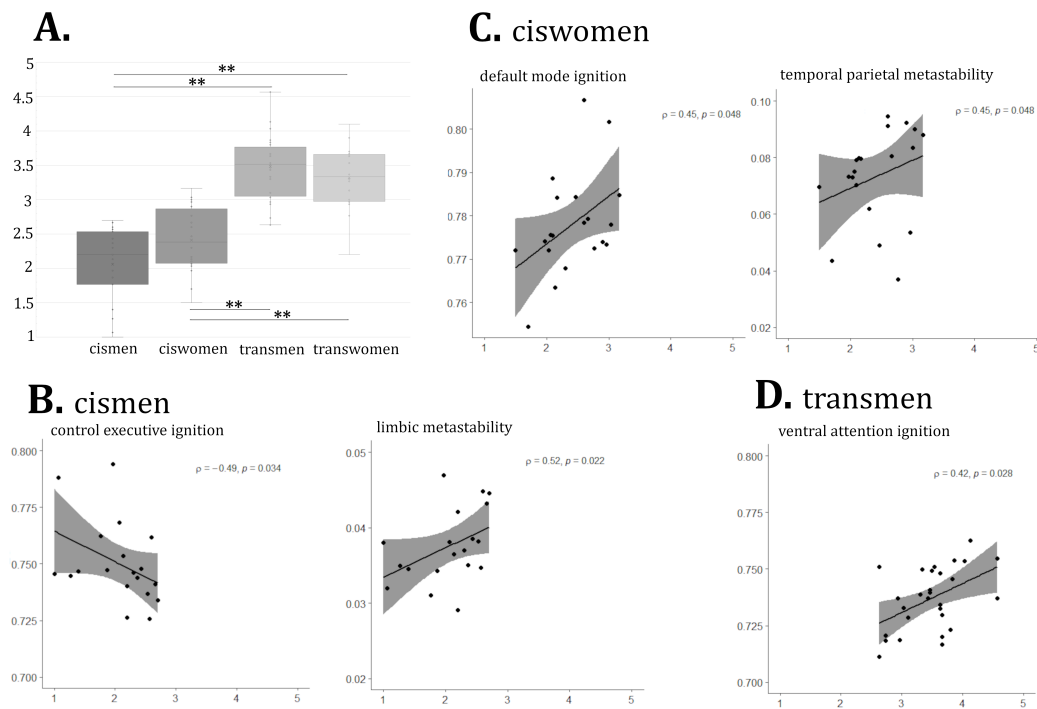 A.
5
4.5
4
3.5
3
2.5
2
1.5
1
**
**
**
**
cismen ciswomen transmen transwomen
C. ciswomen
default mode ignition
ρ = 0.45, p = 0.048
0.80
0.79
0.78
0.77
0.76
1 2 3 4 5
temporal parietal metastability
ρ = 0.45, p = 0.048
0.10
0.08
0.06
0.04
0.02
1 2 3 4 5
B. cismen
control executive ignition
ρ = −0.49, p = 0.034
0.800
0.775
0.750
0.725
0.700
1 2 3 4 5
limbic metastability
ρ = 0.52, p = 0.022
0.05
0.04
0.03
0.02
1 2 3 4 5
D. transmen
ventral attention ignition
ρ = 0.42, p = 0.028
0.800
0.775
0.750
0.725
0.700
1 2 3 4 5